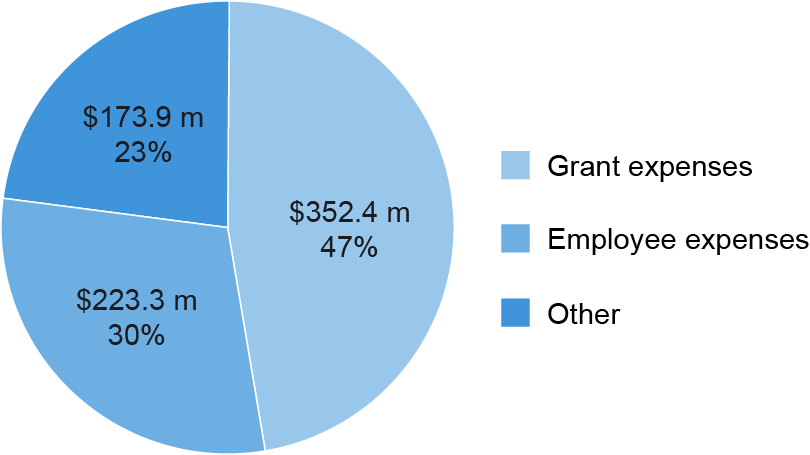 $173.9 m
23%
$352.4 m
47%
$223.3 m
30%
Grant expenses
Employee expenses
Other